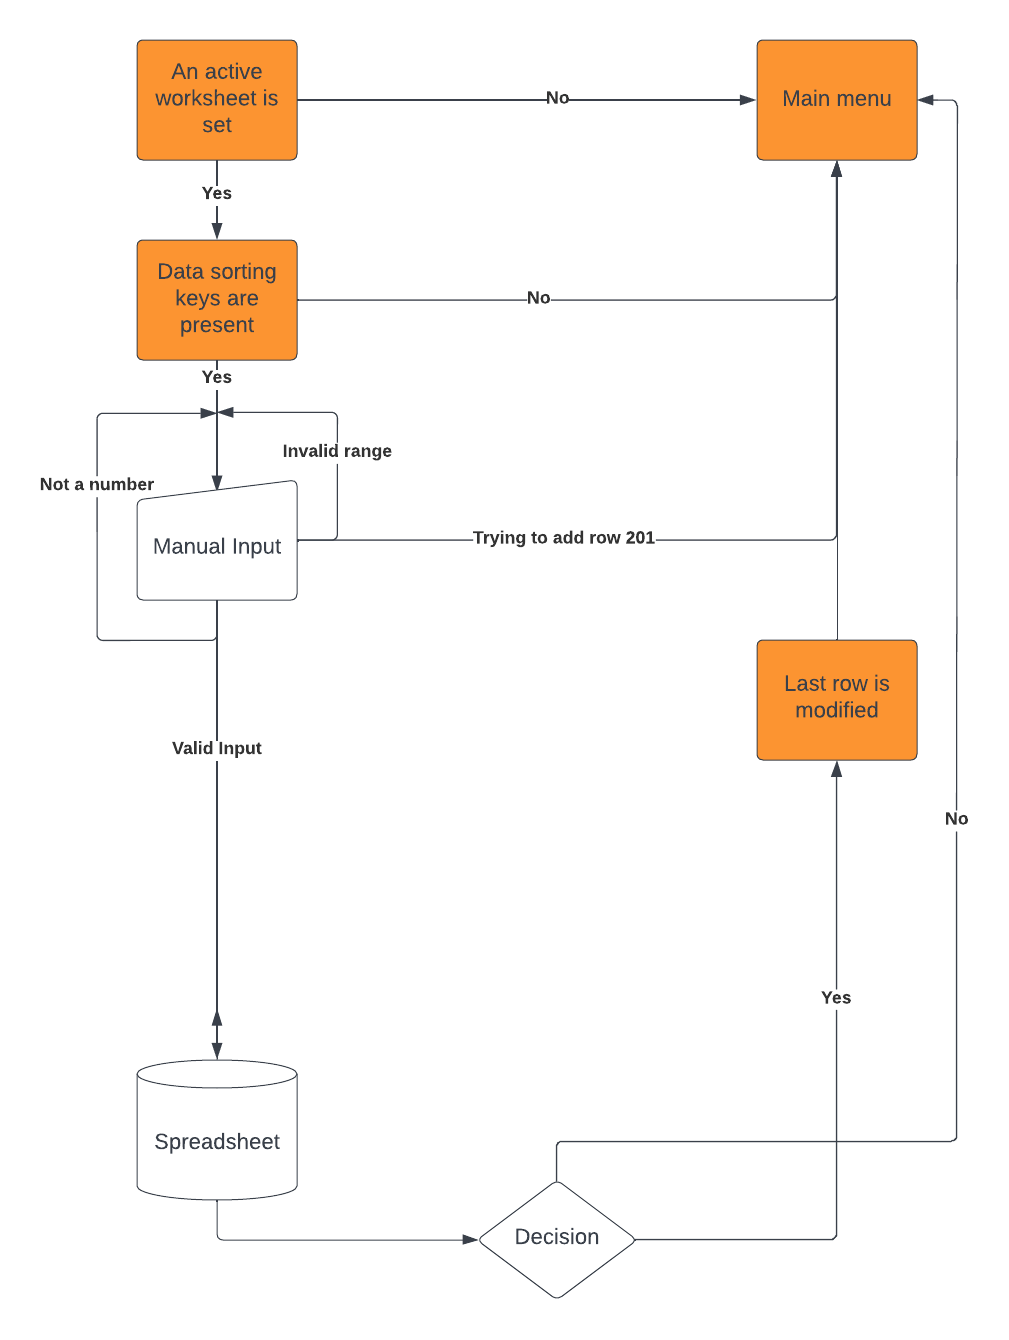 An active
worksheet is
set
No
Main menu
Yes
Data sorting
keys are
present
No
Yes
Invalid range
Not a number
Manual Input
Trying to add row 201
Last row is
modified
Valid Input
No
Yes
Spreadsheet
Decision